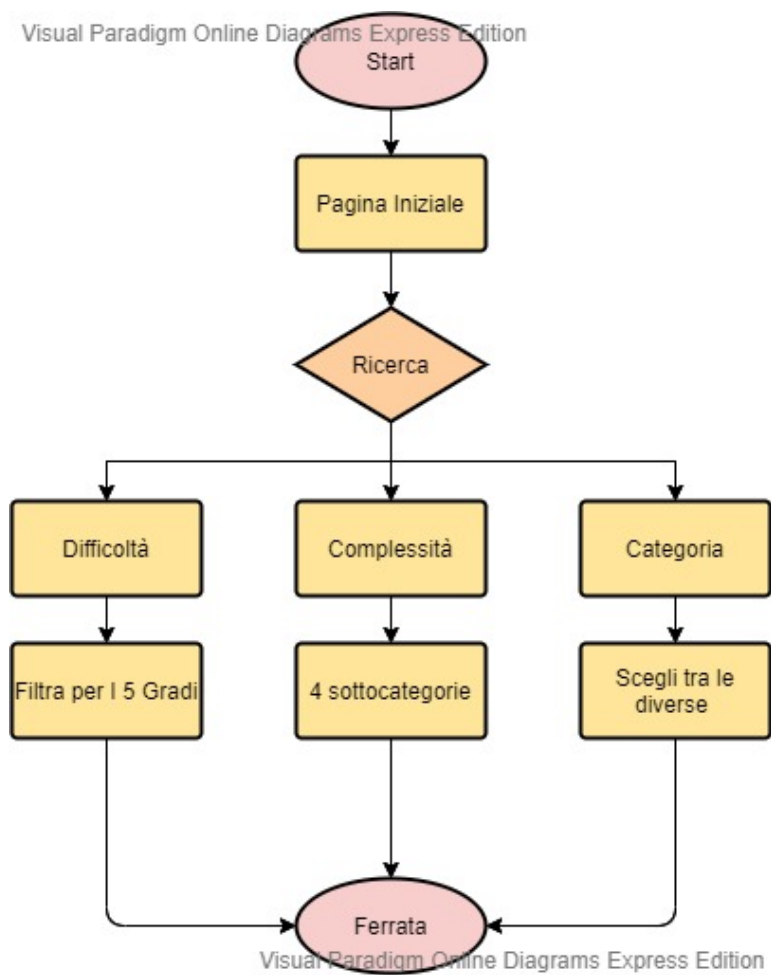 Visual Paradigm Online Diagrams Express Edition
Start
Pagina Iniziale
Ricerca
Difficoltà
Complessità
Categoria
Filtra per I 5 Gradi
4 sottocategorie
Scegli tra le
diverse
Ferrata
Visual Paradigm Online Diagrams Express Edition